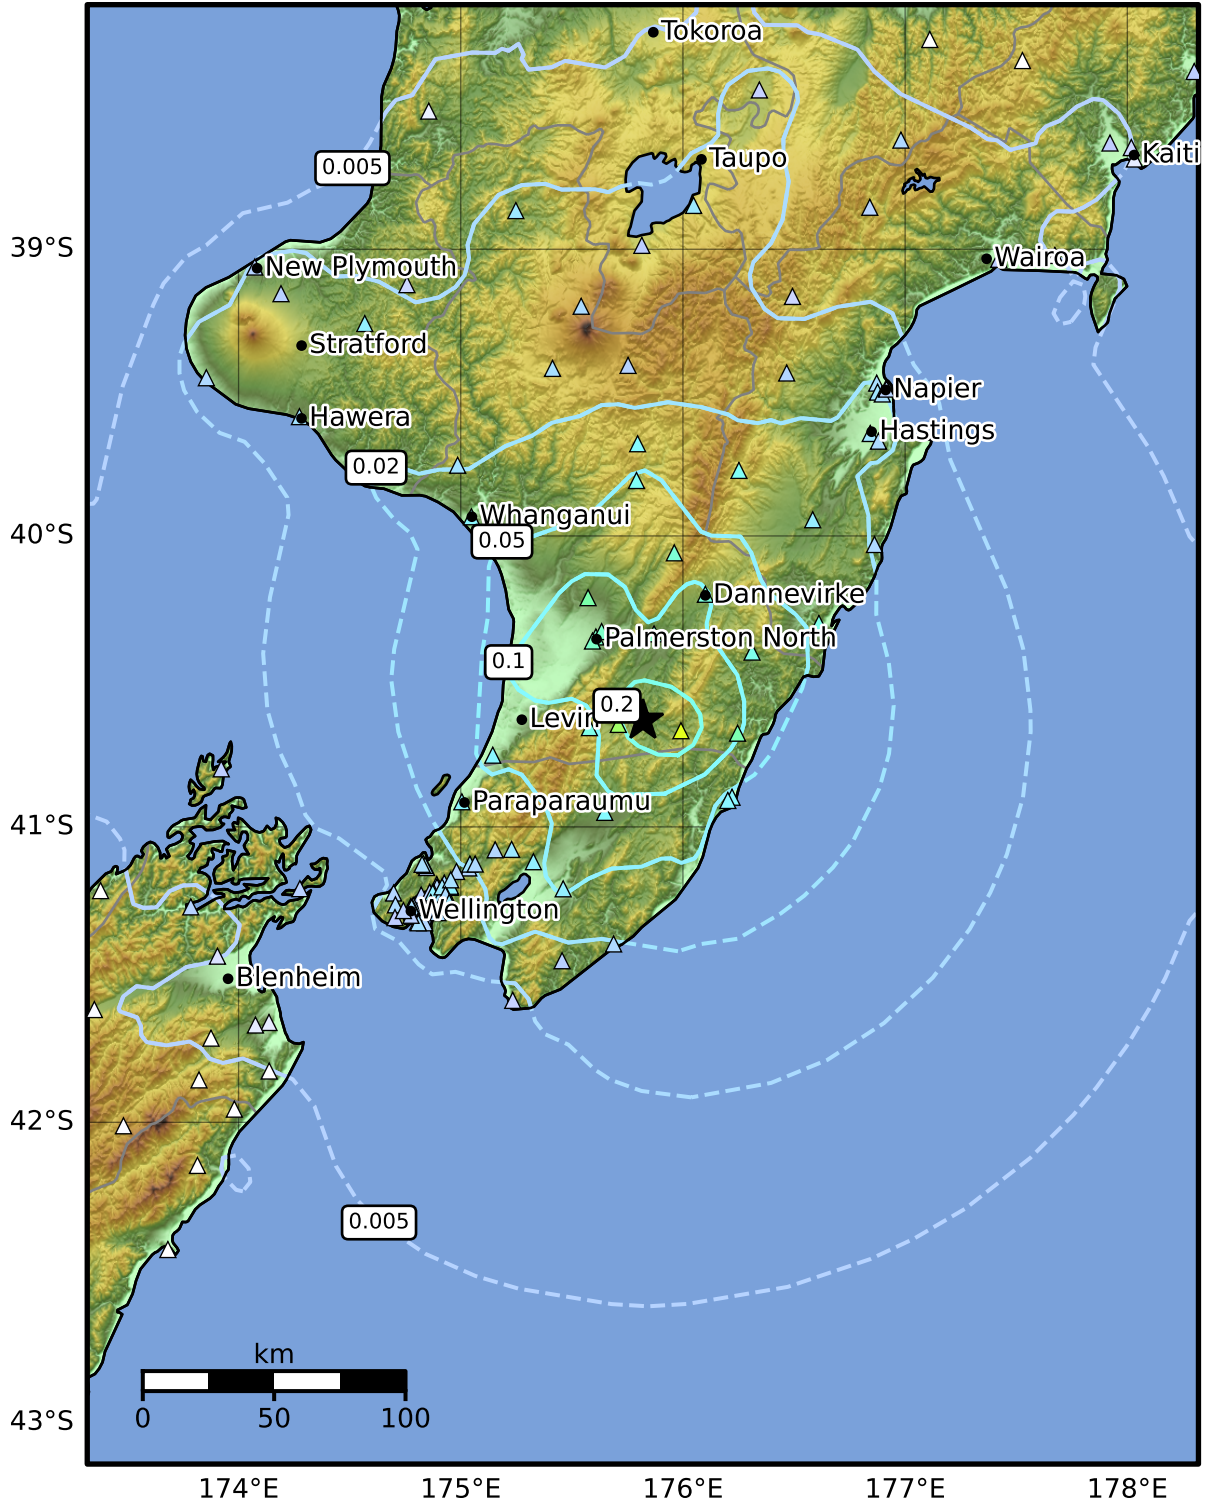 Tokoroa
0.005
Taupo
Kaiti
39°S
New Plymouth
Wairoa
Stratford
Napier
Hawera
Hastings
0.02
Whanganui
40°S
0.05
Dannevirke
Palmerston North
0.1
0.2
Levin
Paraparaumu
41°S
Wellington
Blenheim
42°S
0.005
km
0
50
100
43°S
174°E
175°E
176°E
177°E
178°E